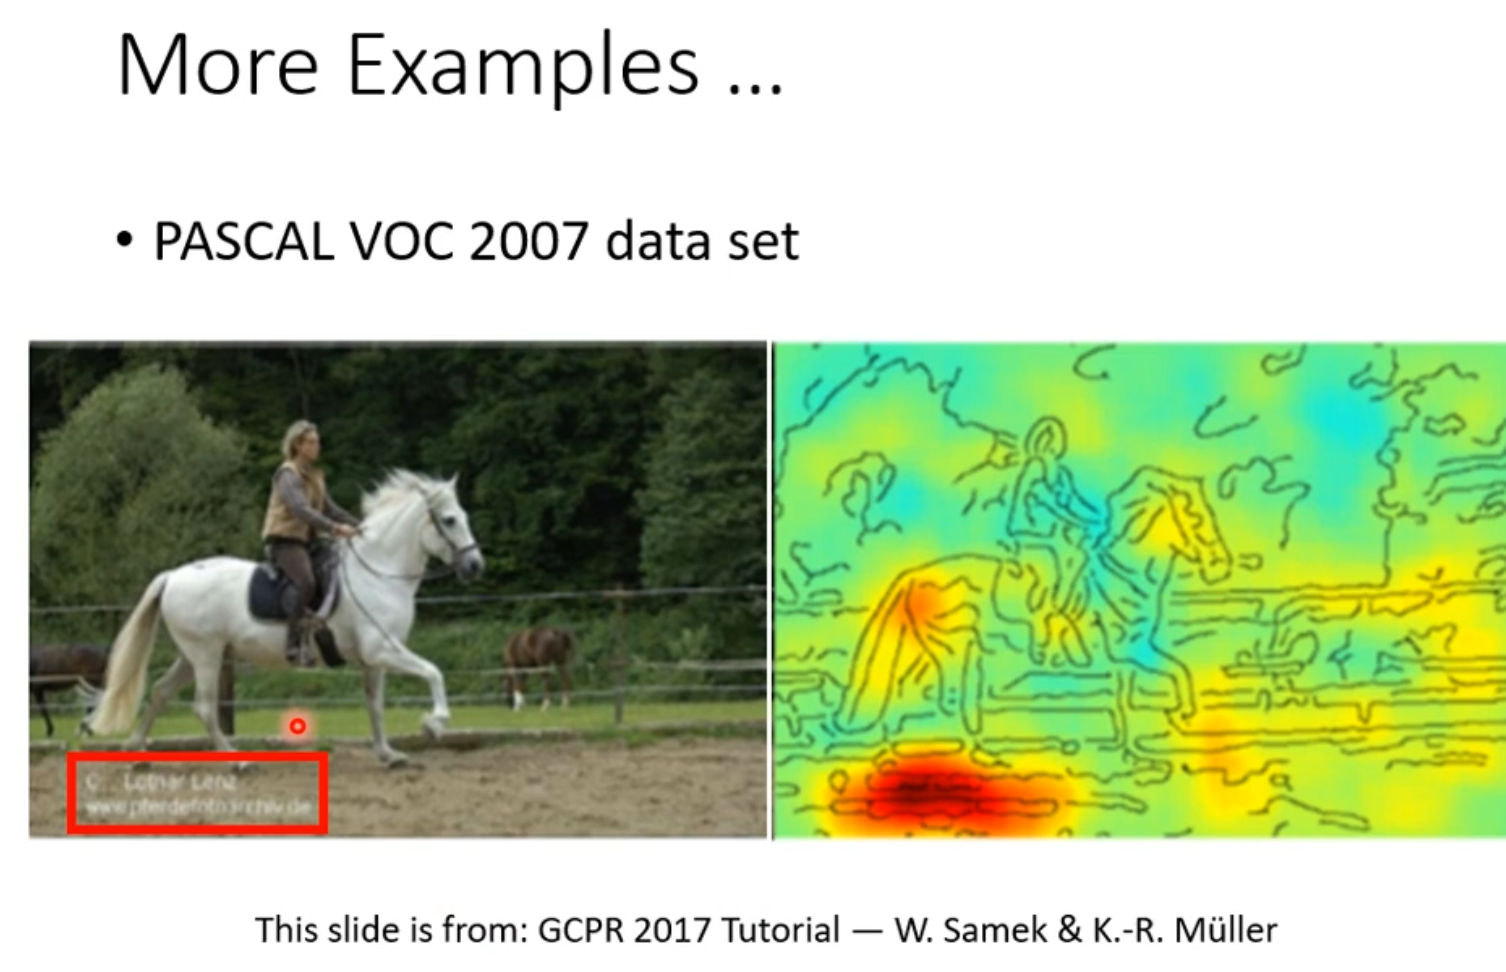 More Examples ...
• PASCAL VOC 2007 data set
C Lothar Lenz
www.pferdefotoarchiv.de
This slide is from: GCPR 2017 Tutorial — W. Samek & K.-R. Müller